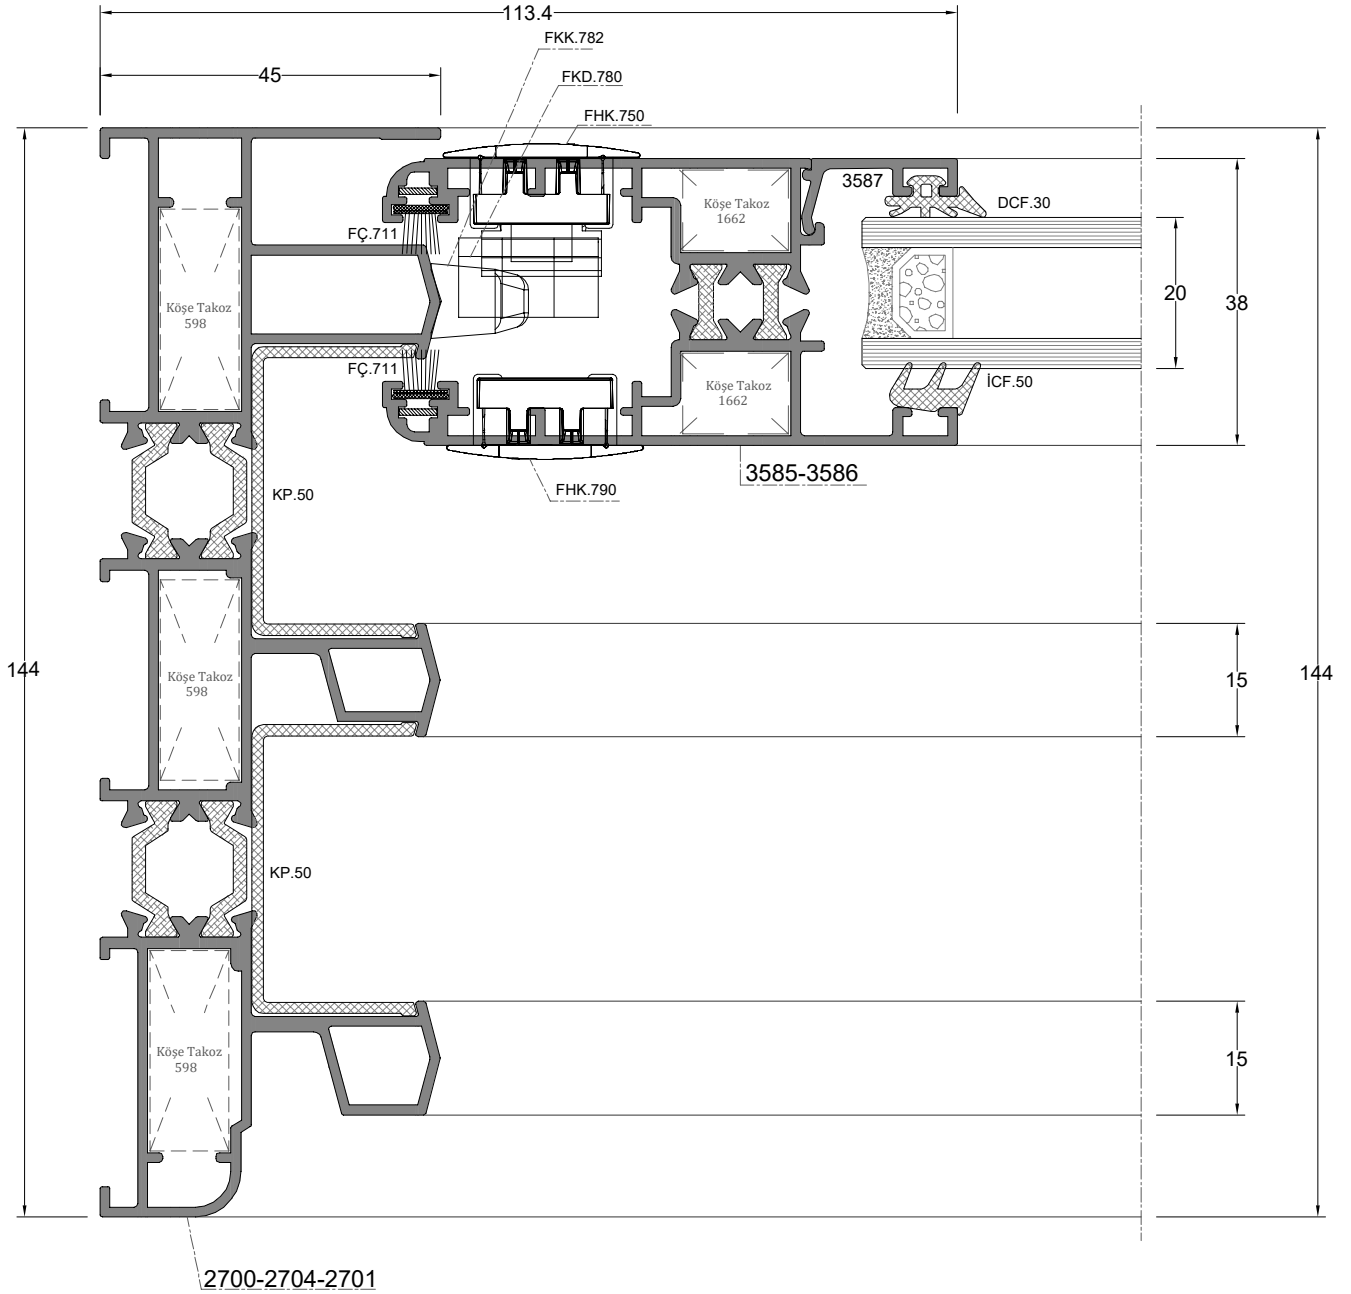 113.4
FKK.782
45
FKD.780
FHK.750
3587
Köşe Takoz
1662
DCF.30
FÇ.711
Köşe Takoz
598
20
38
FÇ.711
Köşe Takoz
1662
İCF.50
3585-3586
FHK.790
KP.50
144
Köşe Takoz
598
15
144
KP.50
Köşe Takoz
598
15
2700-2704-2701